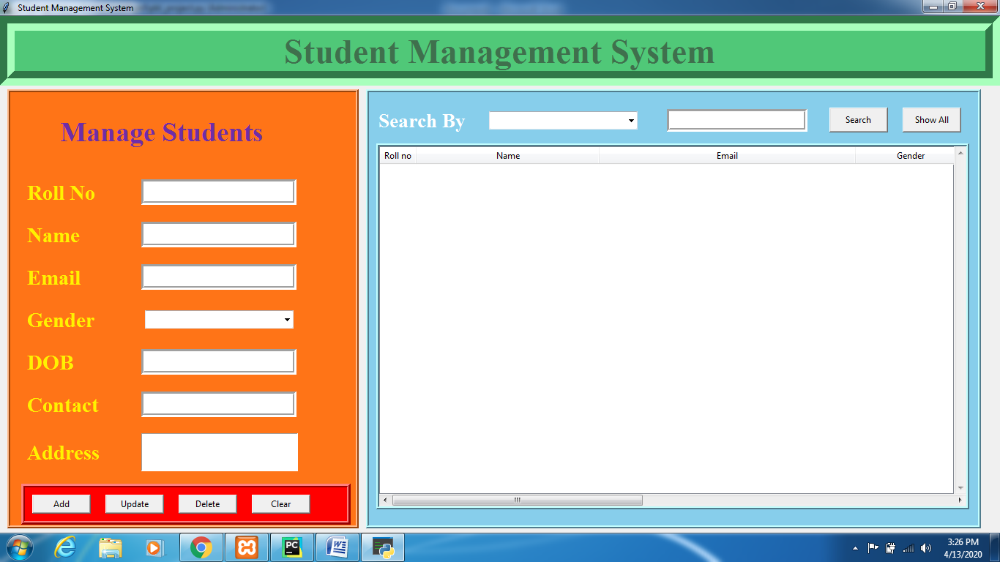 Student Management System
Student Management System
Manage Students
Roll No
Name
Email
Gender
DOB
Contact
Address
Add Update Delete Clear
Search By Search Show All
Roll no Name Email Gender
PC W
3:26 PM
4/13/2020